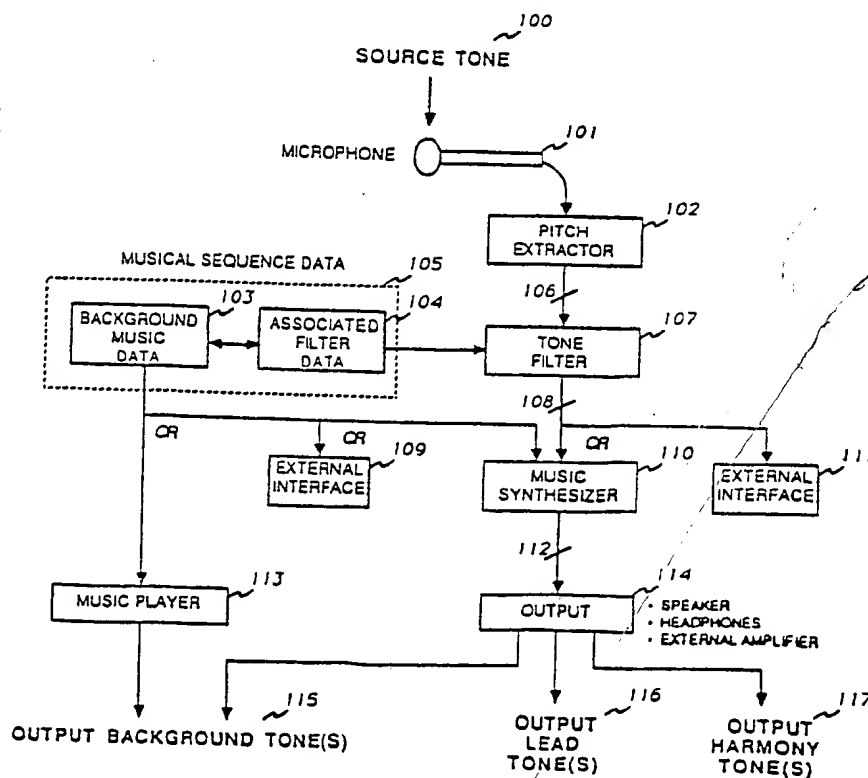 100
SOURCE TONE
MICROPHONE
101
102
PITCH
EXTRACTOR
MUSICAL SEQUENCE DATA
105
106
103
104
107
BACKGROUND
MUSIC
DATA
ASSOCIATED
FILTER
DATA
TONE
FILTER
108
OR
OR
OR
109
110
11
EXTERNAL
INTERFACE
MUSIC
SYNTHESIZER
EXTERNAL
INTERFACE
112
113
114
MUSIC PLAYER
OUTPUT
• SPEAKER
• HEADPHONES
• EXTERNAL AMPLIFIER
115
116
117
OUTPUT BACKGROUND TONE(S)
OUTPUT
LEAD
TONE(S)
OUTPUT
HARMONY
TONE(S)